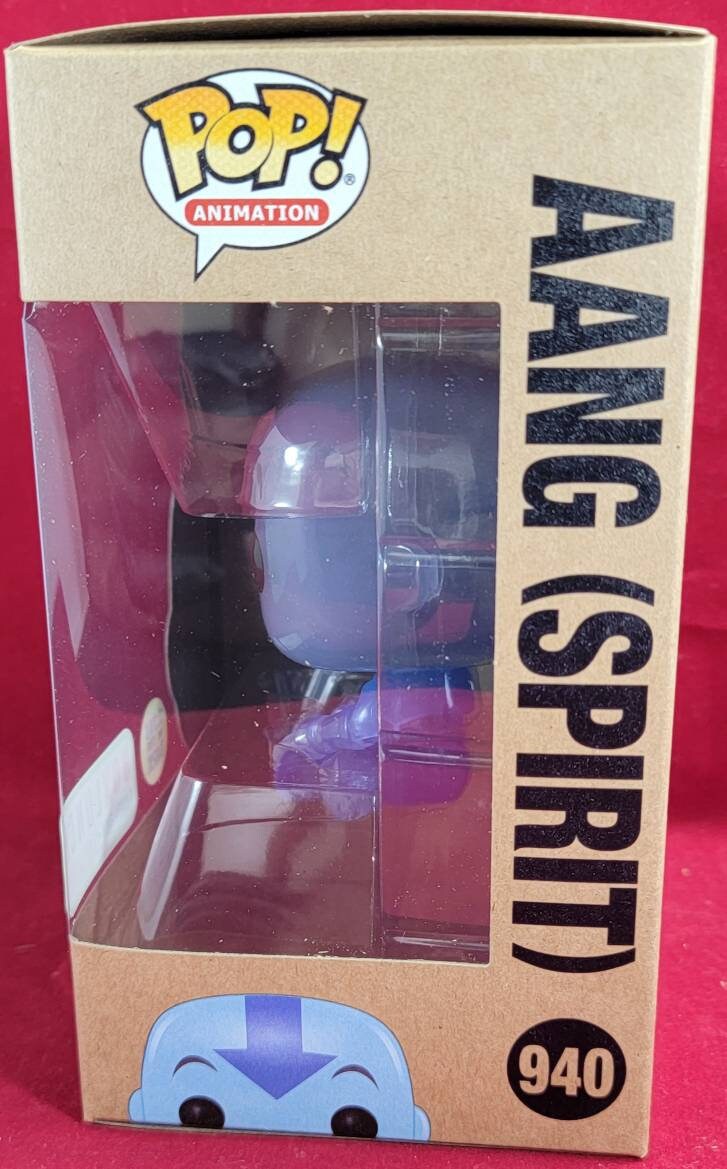 POP!
ANIMATION
AANG (SPIRIT)
940